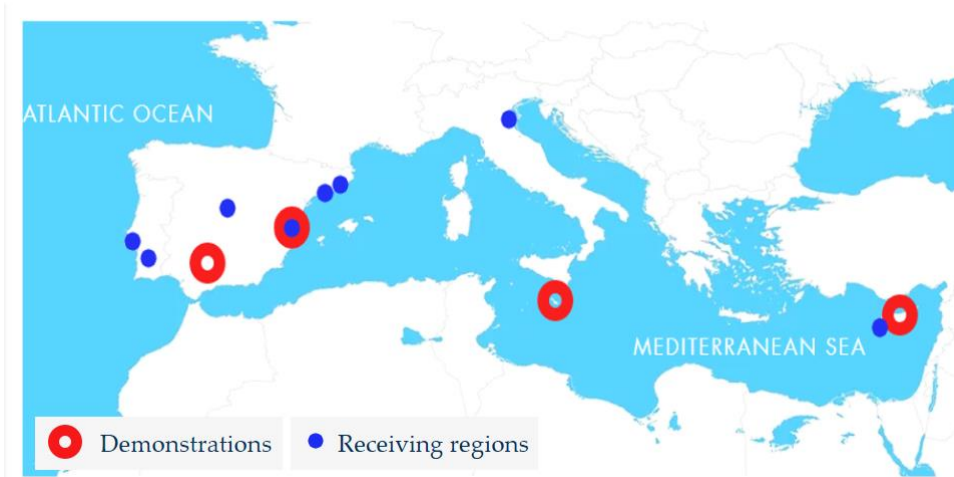 ATLANTIC OCEAN
MEDITERRANEAN SEA
Demonstrations
Receiving regions